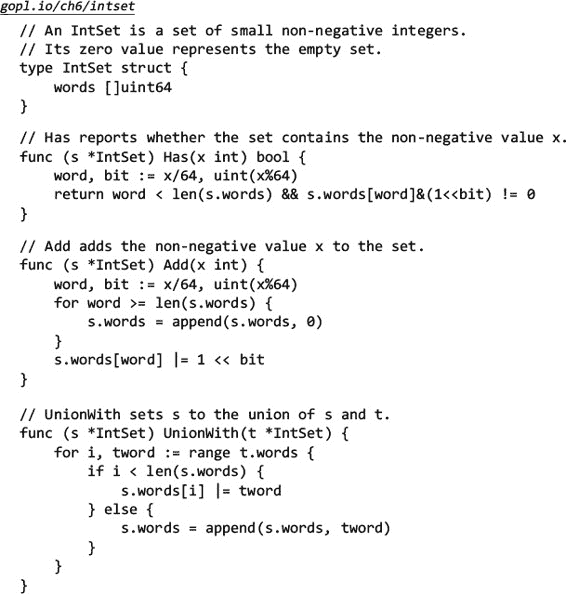 gopl.io/ch6/intset
// An IntSet is a set of small non-negative integers.
// Its zero value represents the empty set.
type IntSet struct {
    words []uint64
}
// Has reports whether the set contains the non-negative value x.
func (s *IntSet) Has(x int) bool {
    word, bit := x/64, uint(x%64)
    return word < len(s.words) && s.words[word]&(1<<bit) != 0
}
// Add adds the non-negative value x to the set.
func (s *IntSet) Add(x int) {
    word, bit := x/64, uint(x%64)
    for word >= len(s.words) {
        s.words = append(s.words, 0)
    }
    s.words[word] |= 1 << bit
}
// UnionWith sets s to the union of s and t.
func (s *IntSet) UnionWith(t *IntSet) {
    for i, tword := range t.words {
        if i < len(s.words) {
            s.words[i] |= tword
        } else {
            s.words = append(s.words, tword)
        }
    }
}